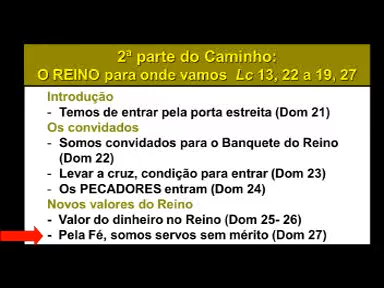 2ª parte do Caminho:
O REINO para onde vamos Lc 13, 22 a 19, 27
Introdução
- Temos de entrar pela porta estreita (Dom 21)
Os convidados
- Somos convidados para o Banquete do Reino
(Dom 22)
- Levar a cruz, condição para entrar (Dom 23)
- Os PECADORES entram (Dom 24)
Novos valores do Reino
- Valor do dinheiro no Reino (Dom 25- 26)
- Pela Fé, somos servos sem mérito (Dom 27)